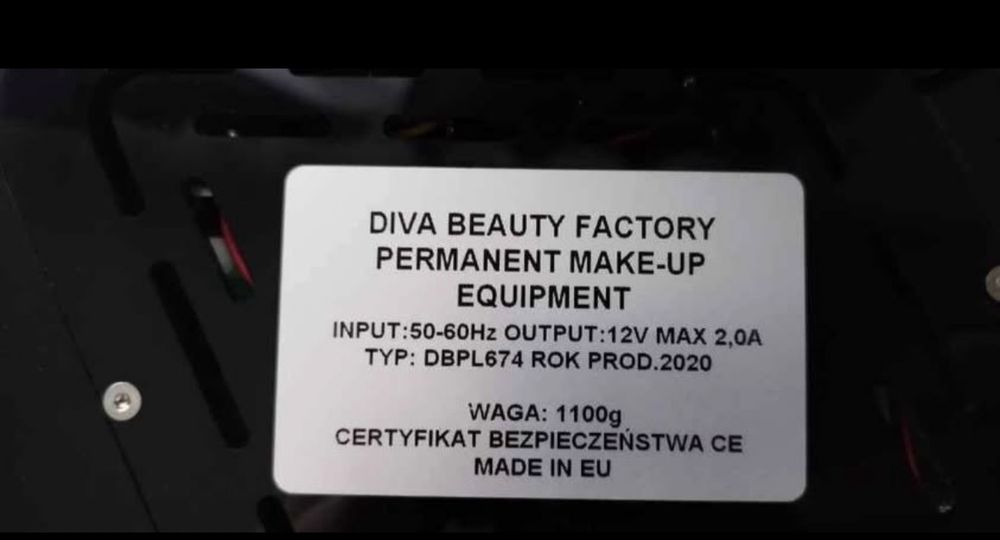 DIVA BEAUTY FACTORY
PERMANENT MAKE-UP
EQUIPMENT
INPUT:50-60Hz OUTPUT:12V MAX 2,0A
TYP: DBPL674 ROK PROD.2020
WAGA: 1100g
CERTYFIKAT BEZPIECZEŃSTWA CE
MADE IN EU